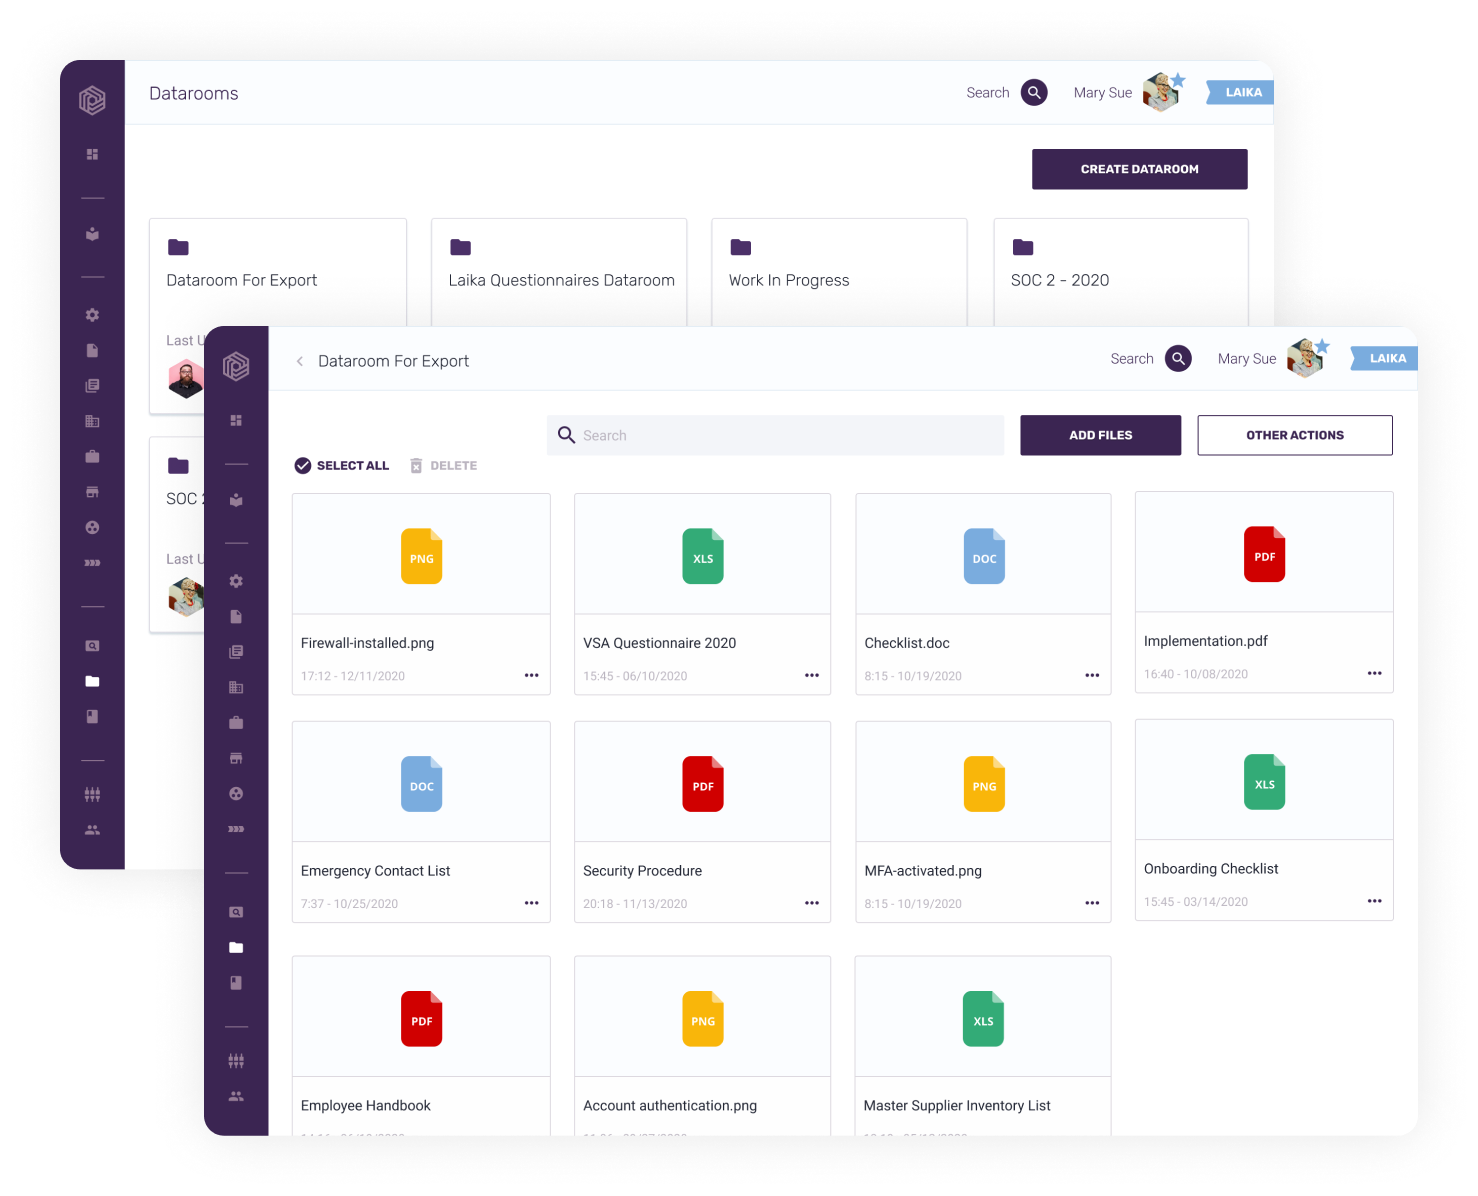 Datarooms
Search
Mary Sue
LAIKA
CREATE DATAROOM
Dataroom For Export
Laika Questionnaires Dataroom
Work In Progress
SOC 2 - 2020
Last U
SOC 2
Last U
Dataroom For Export
Search
Mary Sue
LAIKA
Search
ADD FILES
OTHER ACTIONS
SELECT ALL
DELETE
PNG
XLS
DOC
PDF
Firewall-installed.png
VSA Questionnaire 2020
Checklist.doc
Implementation.pdf
17:12 - 12/11/2020
15:45 - 06/10/2020
8:15 - 10/19/2020
16:40 - 10/08/2020
DOC
PDF
PNG
XLS
Emergency Contact List
Security Procedure
MFA-activated.png
Onboarding Checklist
7:37 - 10/25/2020
20:18 - 11/13/2020
8:15 - 10/19/2020
15:45 - 03/14/2020
PDF
PNG
XLS
Employee Handbook
Account authentication.png
Master Supplier Inventory List